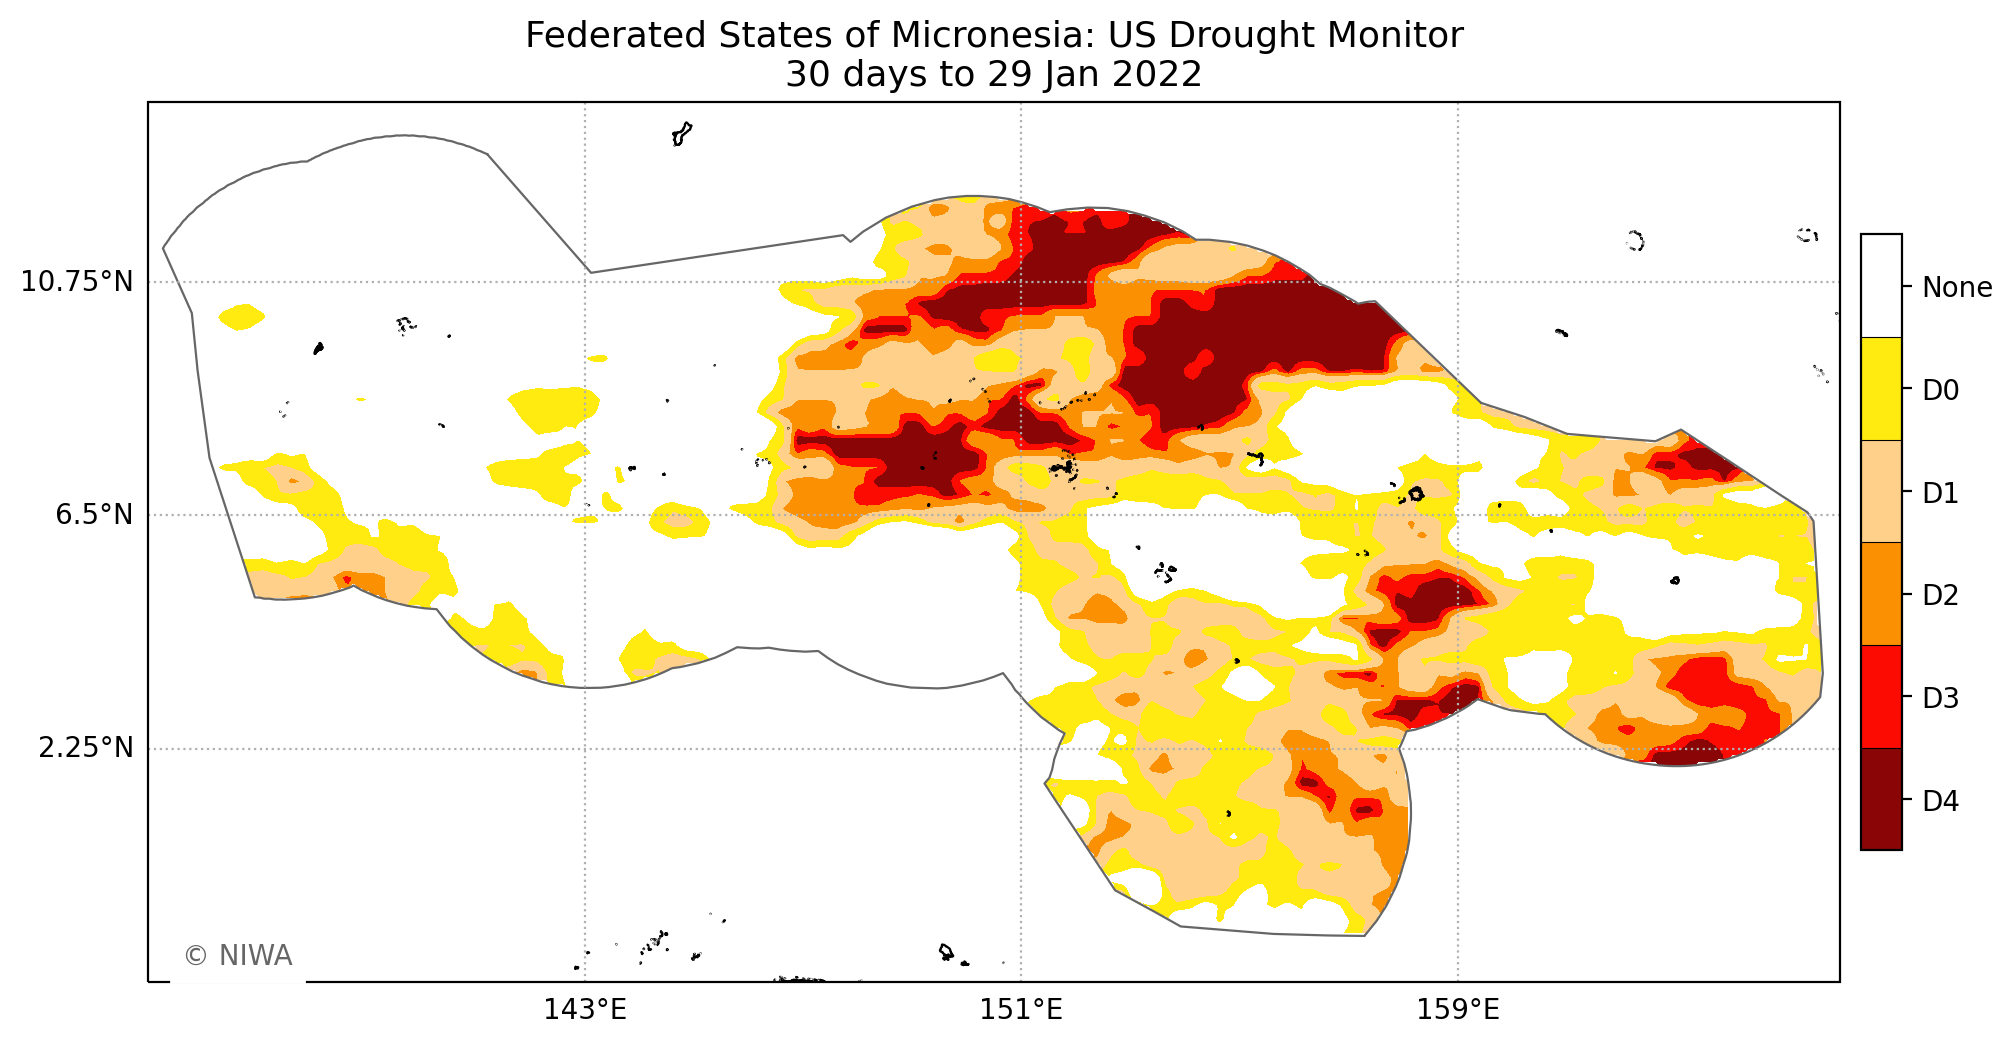 Federated States of Micronesia: US Drought Monitor
30 days to 29 Jan 2022
10.75°N
6.5°N
2.25°N
143°E
151°E
159°E
None
D0
D1
D2
D3
D4
© NIWA